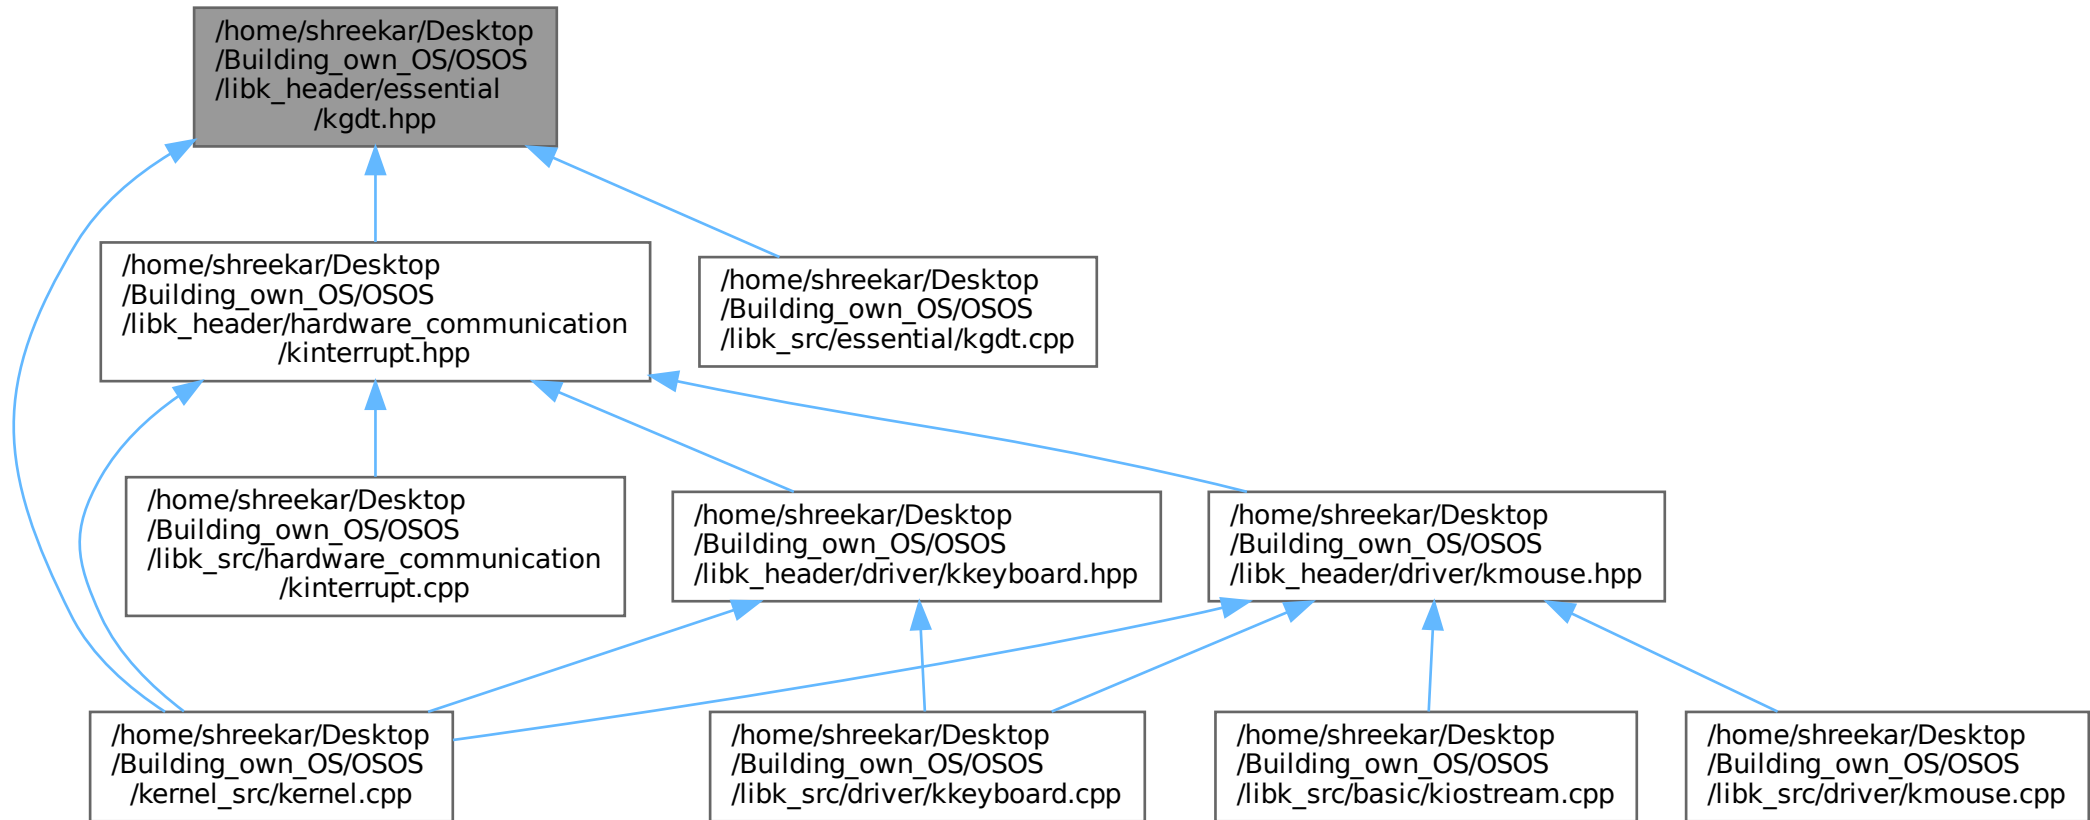 /home/shreekar/Desktop
/Building_own_OS/OSOS
/libk_header/essential
/kgdt.hpp
/home/shreekar/Desktop
/Building_own_OS/OSOS
/libk_header/hardware_communication
/kinterrupt.hpp
/home/shreekar/Desktop
/Building_own_OS/OSOS
/libk_src/essential/kgdt.cpp
/home/shreekar/Desktop
/Building_own_OS/OSOS
/libk_src/hardware_communication
/kinterrupt.cpp
/home/shreekar/Desktop
/Building_own_OS/OSOS
/libk_header/driver/kkeyboard.hpp
/home/shreekar/Desktop
/Building_own_OS/OSOS
/libk_header/driver/kmouse.hpp
/home/shreekar/Desktop
/Building_own_OS/OSOS
/kernel_src/kernel.cpp
/home/shreekar/Desktop
/Building_own_OS/OSOS
/libk_src/driver/kkeyboard.cpp
/home/shreekar/Desktop
/Building_own_OS/OSOS
/libk_src/basic/kiostream.cpp
/home/shreekar/Desktop
/Building_own_OS/OSOS
/libk_src/driver/kmouse.cpp